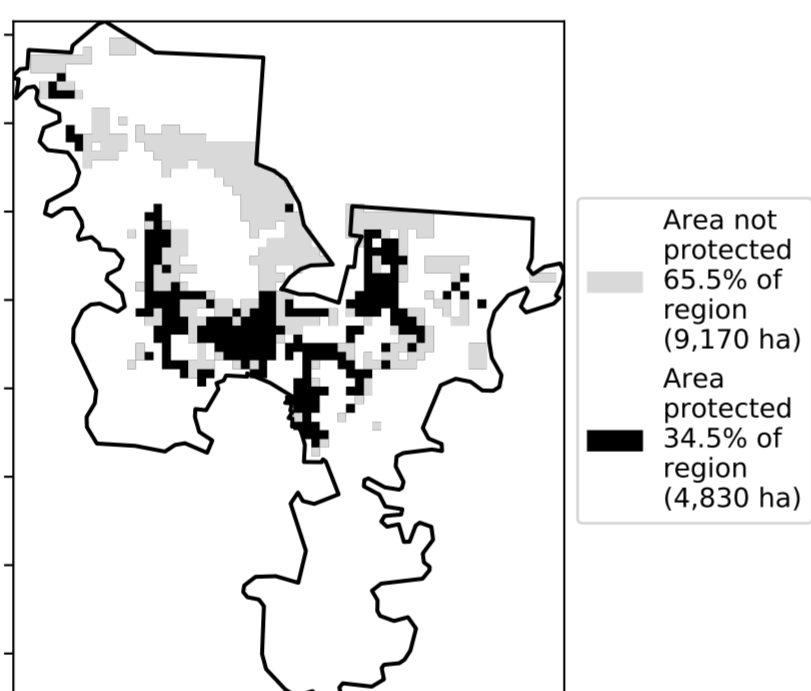 Area not
protected
65.5% of
region
(9,170 ha)
Area
protected
34.5% of
region
(4,830 ha)